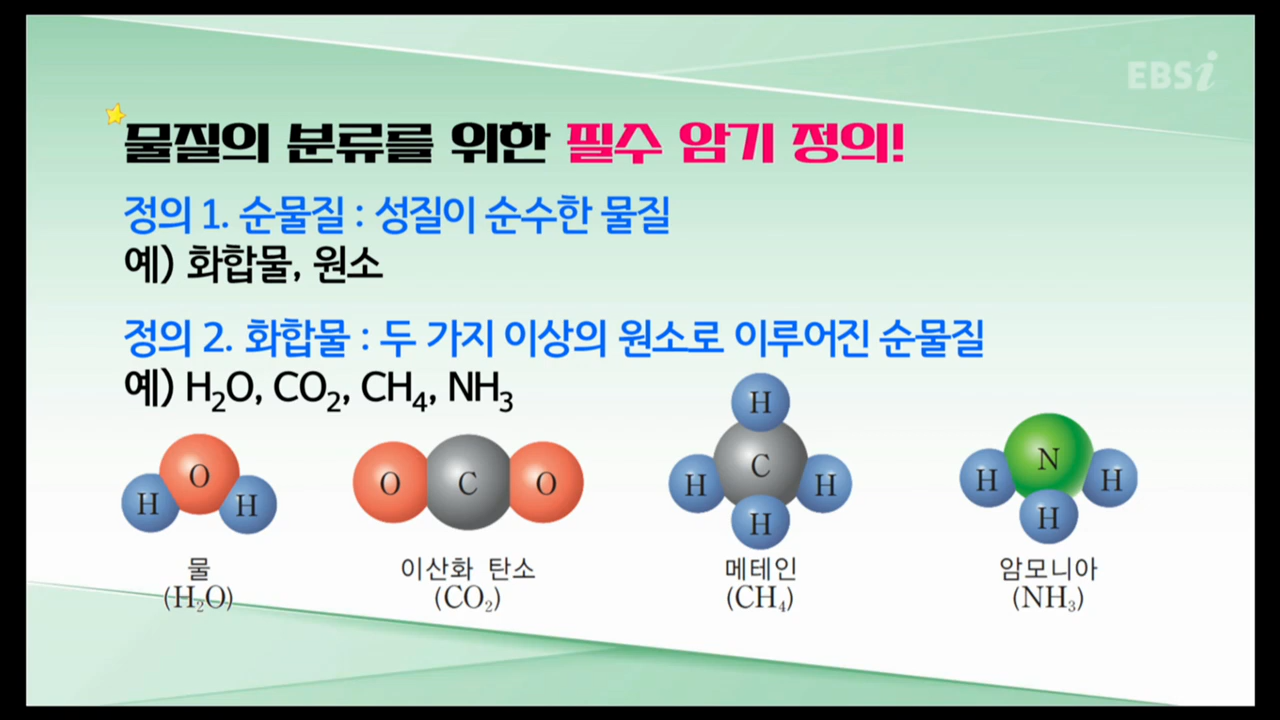 EBSi
물질의 분류를 위한 필수 암기 정의!
정의 1. 순물질 : 성질이 순수한 물질
예) 화합물, 원소
정의 2. 화합물 : 두 가지 이상의 원소로 이루어진 순물질
예) H₂O, CO₂, CH₄, NH₃
H O H
O C O
H
H C H
H
H N H
H
물
(H₂O)
이산화 탄소
(CO₂)
메테인
(CH₄)
암모니아
(NH₃)